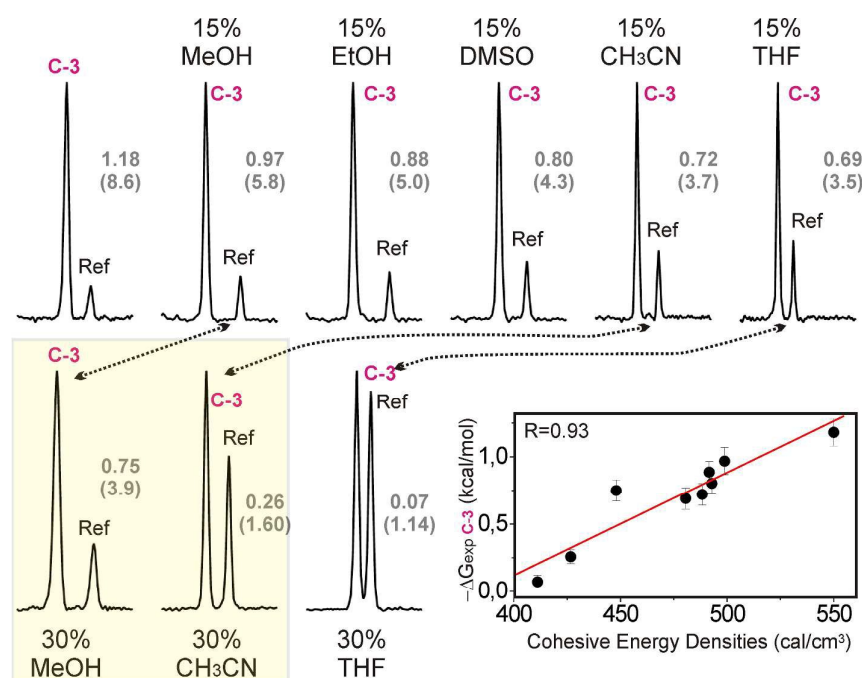 15%
MeOH
15%
EtOH
15%
DMSO
15%
CH₃CN
15%
THF
C-3
C-3
C-3
C-3
C-3
C-3
1.18
(8.6)
0.97
(5.8)
0.88
(5.0)
0.80
(4.3)
0.72
(3.7)
0.69
(3.5)
Ref
Ref
Ref
Ref
Ref
Ref
C-3
C-3
C-3
Ref
Ref
Ref
0.75
(3.9)
0.26
(1.60)
0.07
(1.14)
30%
MeOH
30%
CH₃CN
30%
THF
R=0.93
−ΔGexp C-3 (kcal/mol)
1,0
0,5
0,0
400
450
500
550
Cohesive Energy Densities (cal/cm³)